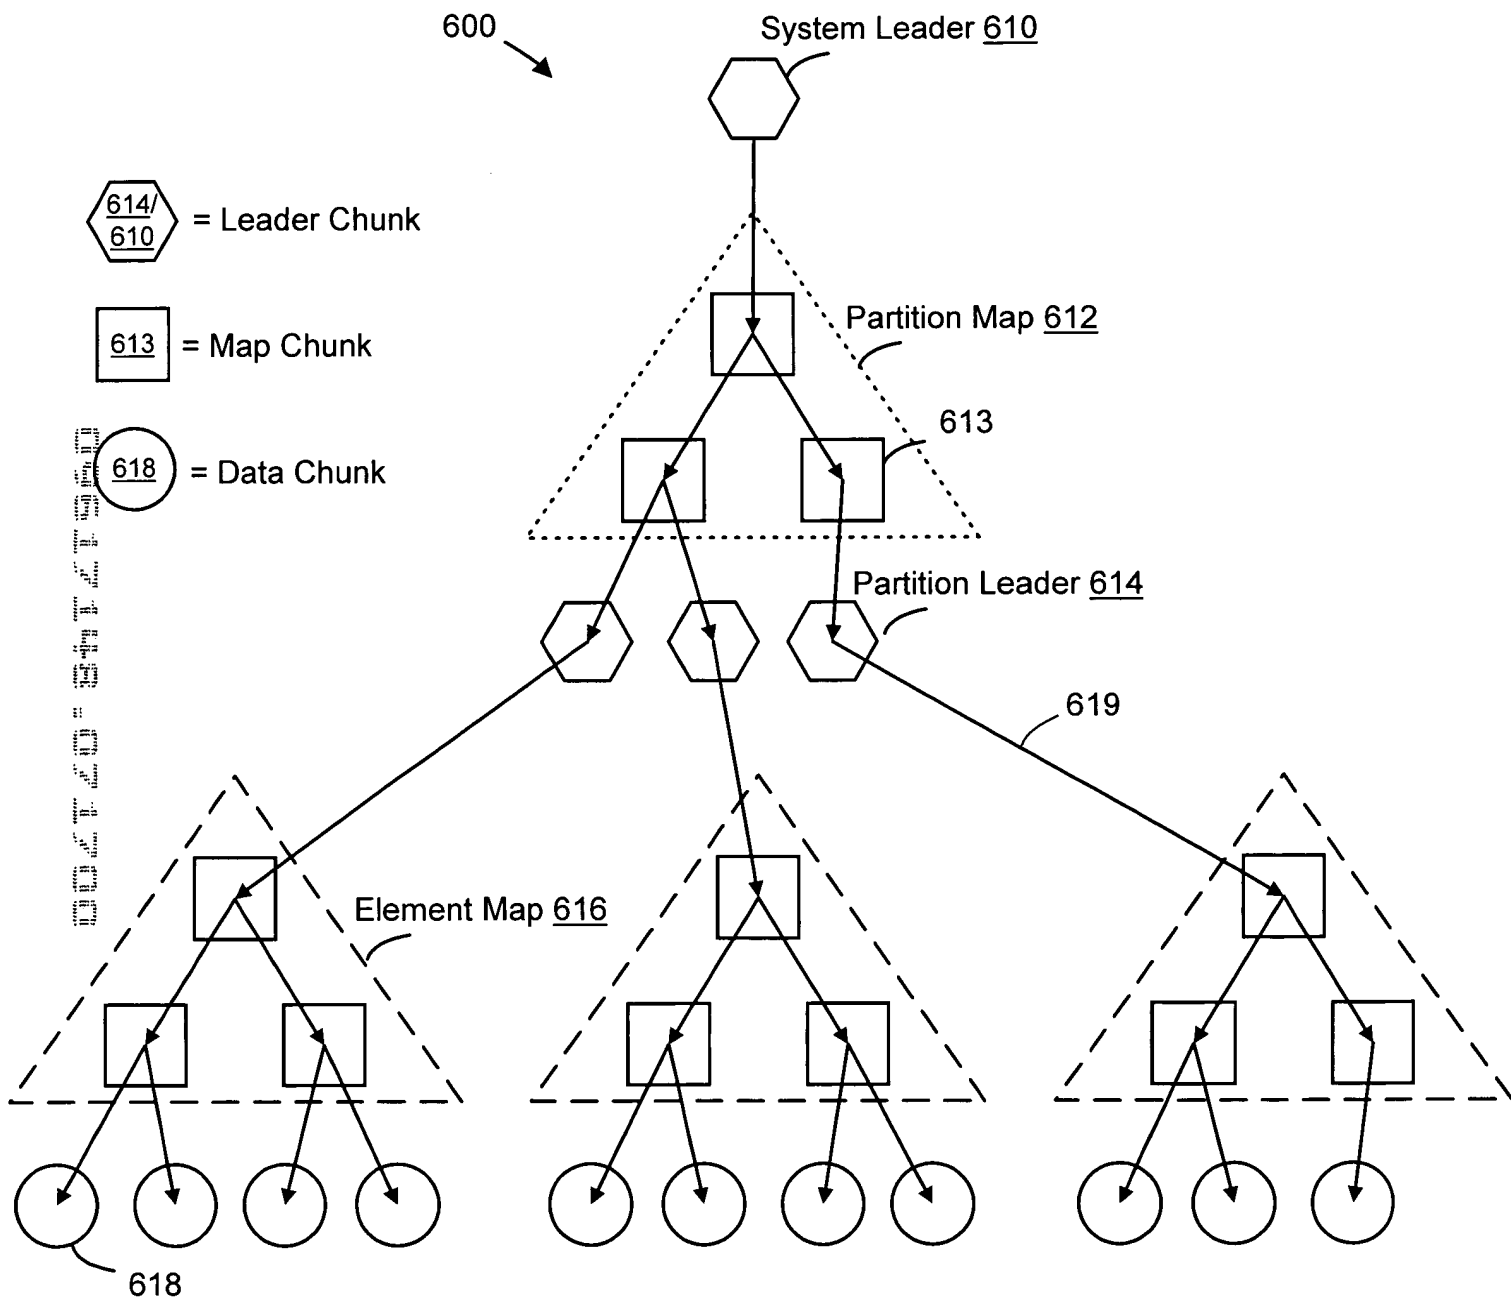 600
System Leader 610
614/
610
= Leader Chunk
Partition Map 612
613
= Map Chunk
613
618
= Data Chunk
Partition Leader 614
619
Element Map 616
618